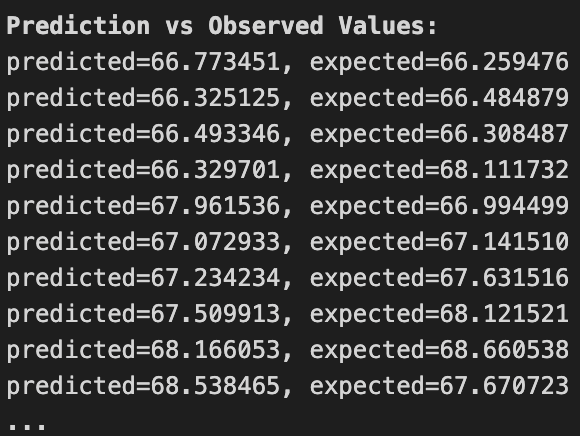 Prediction vs Observed Values:
predicted=66.773451, expected=66.259476
predicted=66.325125, expected=66.484879
predicted=66.493346, expected=66.308487
predicted=66.329701, expected=68.111732
predicted=67.961536, expected=66.994499
predicted=67.072933, expected=67.141510
predicted=67.234234, expected=67.631516
predicted=67.509913, expected=68.121521
predicted=68.166053, expected=68.660538
predicted=68.538465, expected=67.670723
...